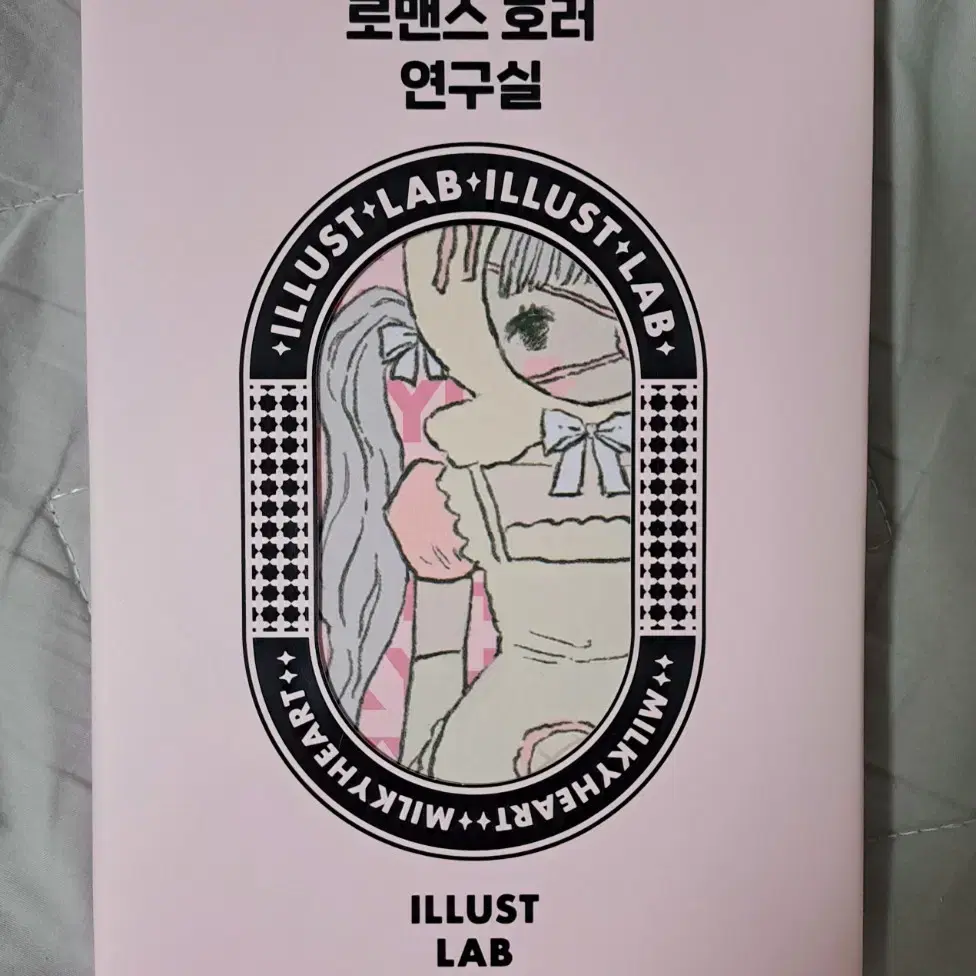 로맨스 호러
연구실
ILLUST✦LAB✦ILLUST✦LAB
MILKYHEART✦✦MILKYHEART
ILLUST
LAB